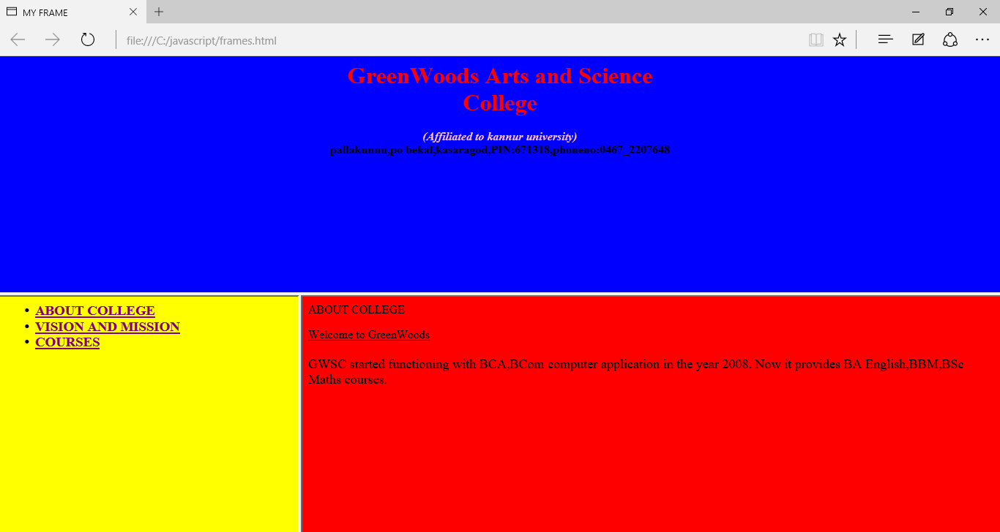 MY FRAME
file:///C:/javascript/frames.html
GreenWoods Arts and Science
College
(Affiliated to kannur university)
pallakunnu,po bekal,kasaragod,PIN:671318,phoneno:0467_2207648
• ABOUT COLLEGE
• VISION AND MISSION
• COURSES
ABOUT COLLEGE
Welcome to GreenWoods
GWSC started functioning with BCA,BCom computer application in the year 2008. Now it provides BA English,BBM,BSc
Maths courses.